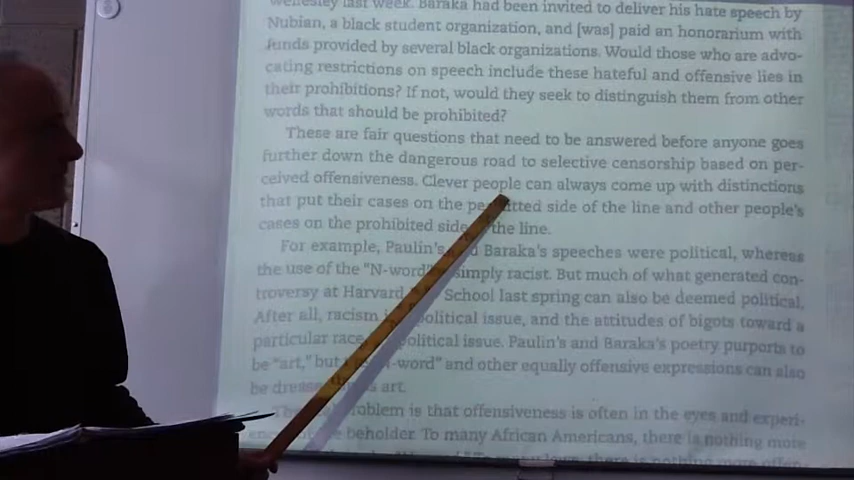 Wellesley last week. Baraka had been invited to deliver his hate speech by
Nubian, a black student organization, and [was] paid an honorarium with
funds provided by several black organizations. Would those who are advo-
cating restrictions on speech include these hateful and offensive lies in
their prohibitions? If not, would they seek to distinguish them from other
words that should be prohibited?
These are fair questions that need to be answered before anyone goes
further down the dangerous road to selective censorship based on per-
ceived offensiveness. Clever people can always come up with distinctions
that put their cases on the permitted side of the line and other people's
cases on the prohibited side the line.
For example, Paulin's Baraka's speeches were political, whereas
the use of the "N-word" simply racist. But much of what generated con-
troversy at Harvard School last spring can also be deemed political.
After all, racism political issue, and the attitudes of bigots toward a
particular race political issue. Paulin's and Baraka's poetry purports to
be "art," but -word" and other equally offensive expressions can also
be dressed art.
problem is that offensiveness is often in the eyes and experi-
beholder. To many African Americans, there is nothing more
there is nothing more